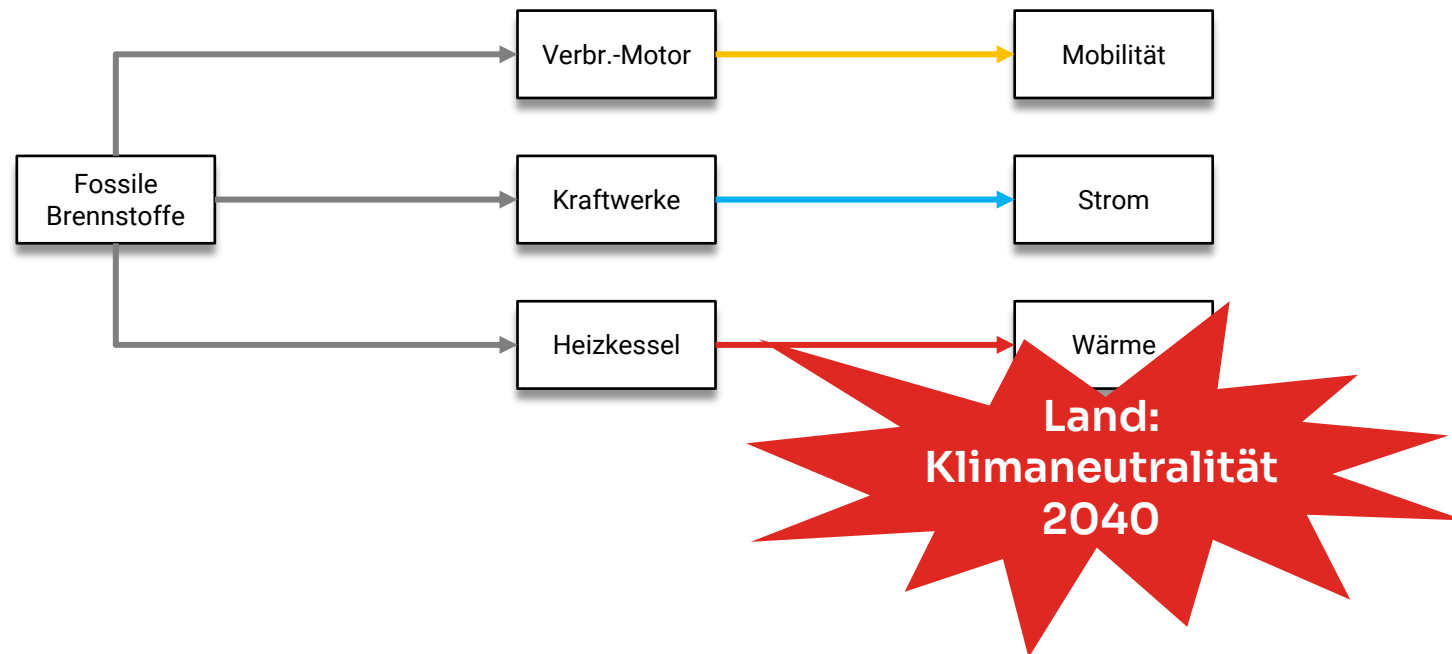 Verbr.-Motor
Mobilität
Fossile
Brennstoffe
Kraftwerke
Strom
Heizkessel
Wärme
Land:
Klimaneutralität
2040